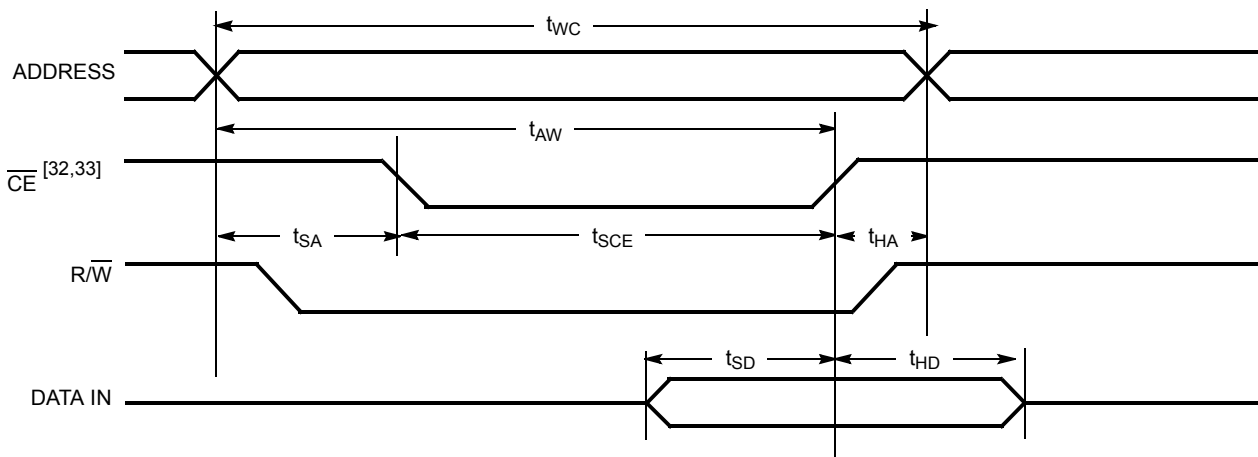 tWC
ADDRESS
tAW
CE [32,33]
tSA tSCE tHA
R/W
tSD tHD
DATA IN